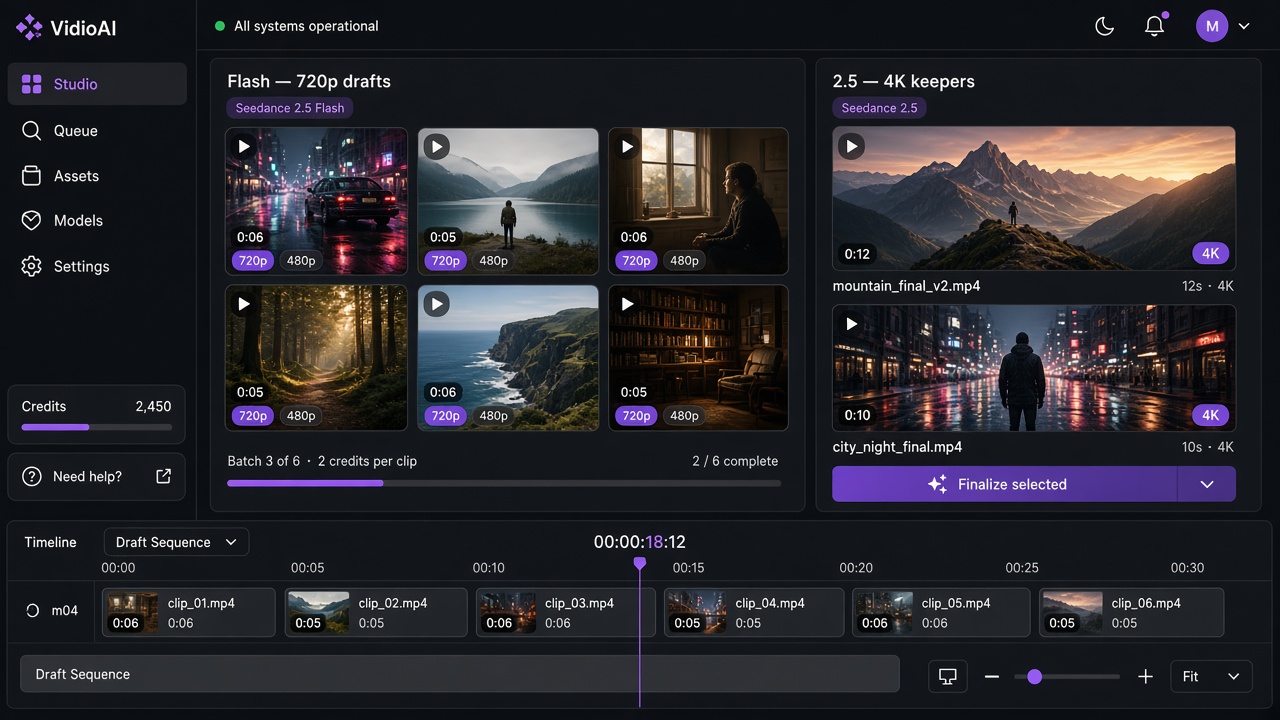 VidioAI
All systems operational
M
Studio
Queue
Assets
Models
Settings
Credits 2,450
Need help?
Flash — 720p drafts
Seedance 2.5 Flash
0:06
720p 480p
0:05
720p 480p
0:06
720p 480p
0:05
720p 480p
0:06
720p 480p
0:05
720p 480p
Batch 3 of 6 · 2 credits per clip
2 / 6 complete
2.5 — 4K keepers
Seedance 2.5
0:12
4K
mountain_final_v2.mp4
12s · 4K
0:10
4K
city_night_final.mp4
10s · 4K
Finalize selected
Timeline
Draft Sequence
00:00:18:12
00:00 00:05 00:10 00:15 00:20 00:25 00:30
m04
0:06
clip_01.mp4
0:06
0:05
clip_02.mp4
0:05
0:06
clip_03.mp4
0:06
0:05
clip_04.mp4
0:05
0:06
clip_05.mp4
0:06
0:05
clip_06.mp4
0:05
Draft Sequence
Fit